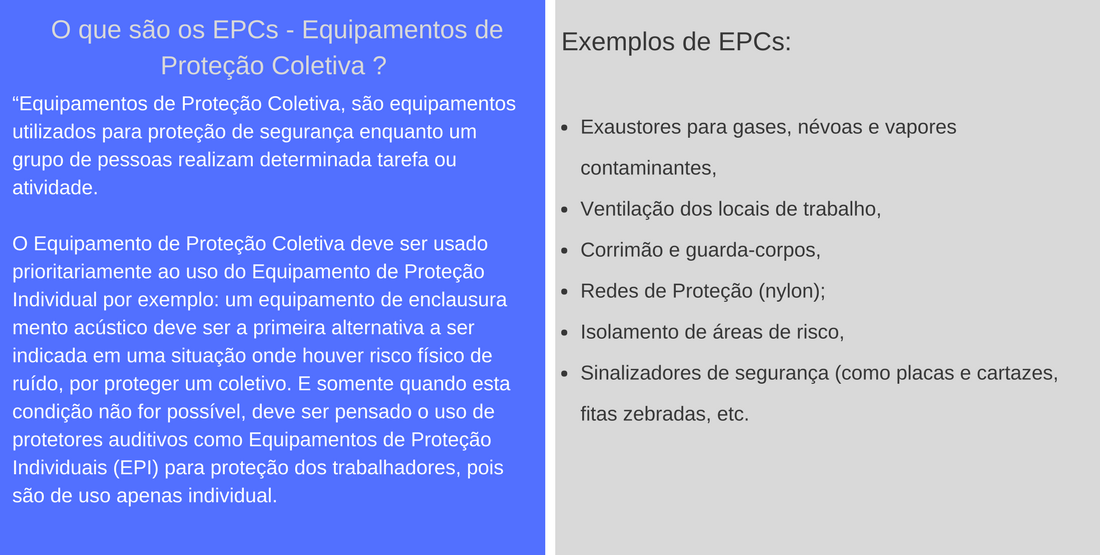 O que são os EPCs - Equipamentos de
Proteção Coletiva ?
“Equipamentos de Proteção Coletiva, são equipamentos
utilizados para proteção de segurança enquanto um
grupo de pessoas realizam determinada tarefa ou
atividade.
O Equipamento de Proteção Coletiva deve ser usado
prioritariamente ao uso do Equipamento de Proteção
Individual por exemplo: um equipamento de enclausura
mento acústico deve ser a primeira alternativa a ser
indicada em uma situação onde houver risco físico de
ruído, por proteger um coletivo. E somente quando esta
condição não for possível, deve ser pensado o uso de
protetores auditivos como Equipamentos de Proteção
Individuais (EPI) para proteção dos trabalhadores, pois
são de uso apenas individual.
Exemplos de EPCs:
• Exaustores para gases, névoas e vapores
contaminantes,
• Ventilação dos locais de trabalho,
• Corrimão e guarda-corpos,
• Redes de Proteção (nylon);
• Isolamento de áreas de risco,
• Sinalizadores de segurança (como placas e cartazes,
fitas zebradas, etc.